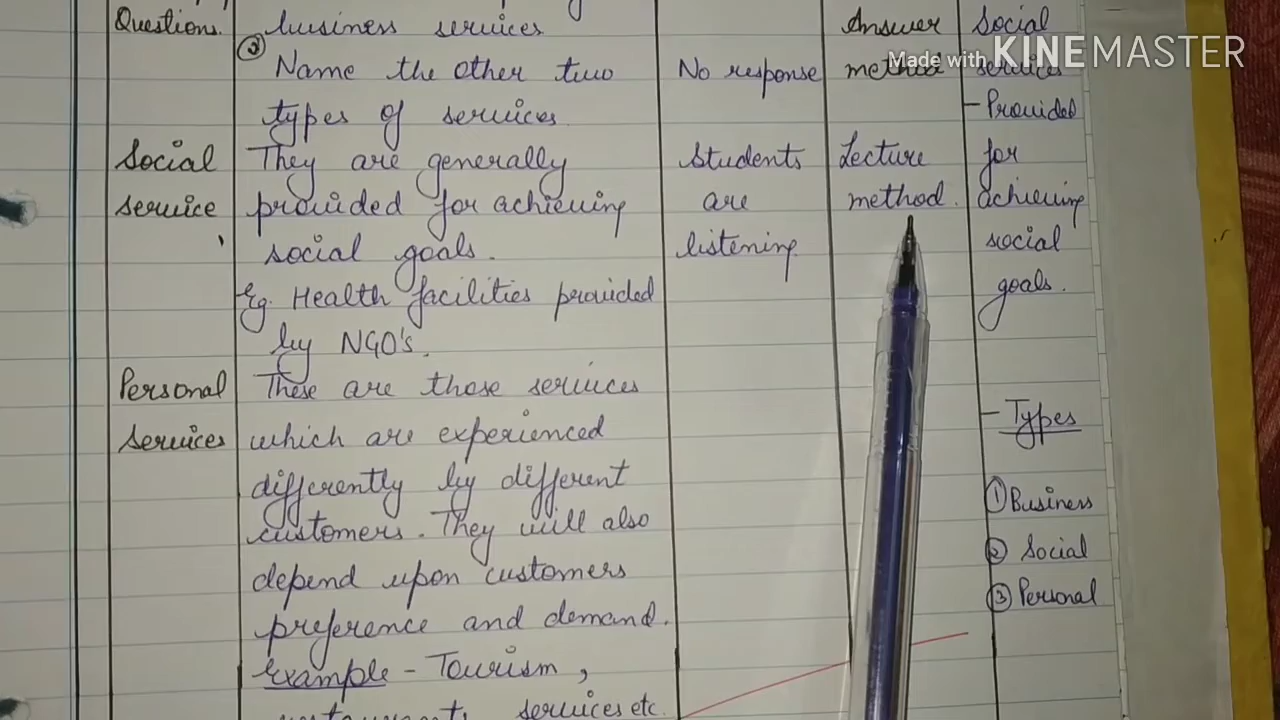 Questions.
business services
② Name the other two
types of services
No response
Answer
method
Social
services
- Provided
for
achieving
social
goals.
Social
service
They are generally
provided for achieving
social goals.
Eg. Health facilities provided
by NGO's.
Students
are
listening.
Lecture
method.
Personal
Services
These are those services
which are experienced
differently by different
customers. They will also
depend upon customers
preference and demand.
Example - Tourism,
services etc.
- Types
① Business
② Social
③ Personal
Made with KINEMASTER